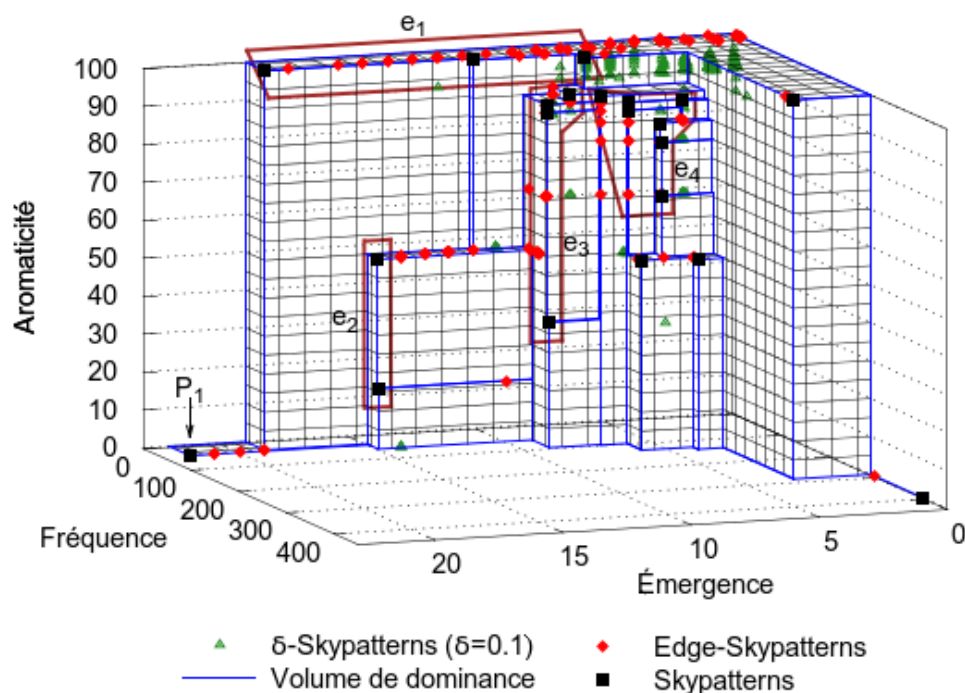 e1
100
90
80
70
60
50
40
30
20
10
0
Aromaticité
e2
e3
e4
P1
0
100
200
300
400
Fréquence
20
15
10
5
0
Émergence
δ-Skypatterns (δ=0.1)
Edge-Skypatterns
Volume de dominance
Skypatterns